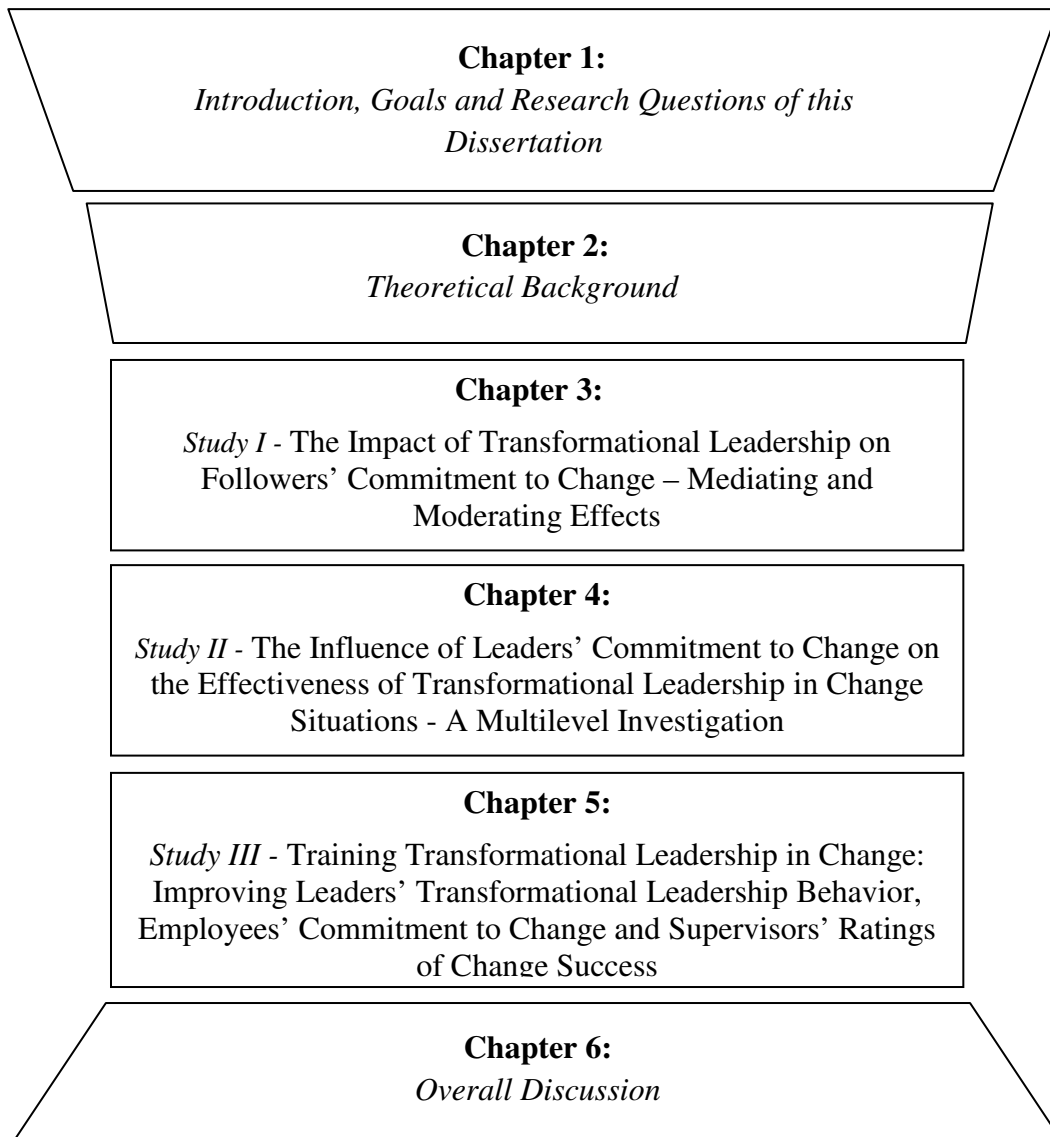 Chapter 1:
Introduction, Goals and Research Questions of this
Dissertation
Chapter 2:
Theoretical Background
Chapter 3:
Study I - The Impact of Transformational Leadership on
Followers’ Commitment to Change – Mediating and
Moderating Effects
Chapter 4:
Study II - The Influence of Leaders’ Commitment to Change on
the Effectiveness of Transformational Leadership in Change
Situations - A Multilevel Investigation
Chapter 5:
Study III - Training Transformational Leadership in Change:
Improving Leaders’ Transformational Leadership Behavior,
Employees’ Commitment to Change and Supervisors’ Ratings
of Change Success
Chapter 6:
Overall Discussion